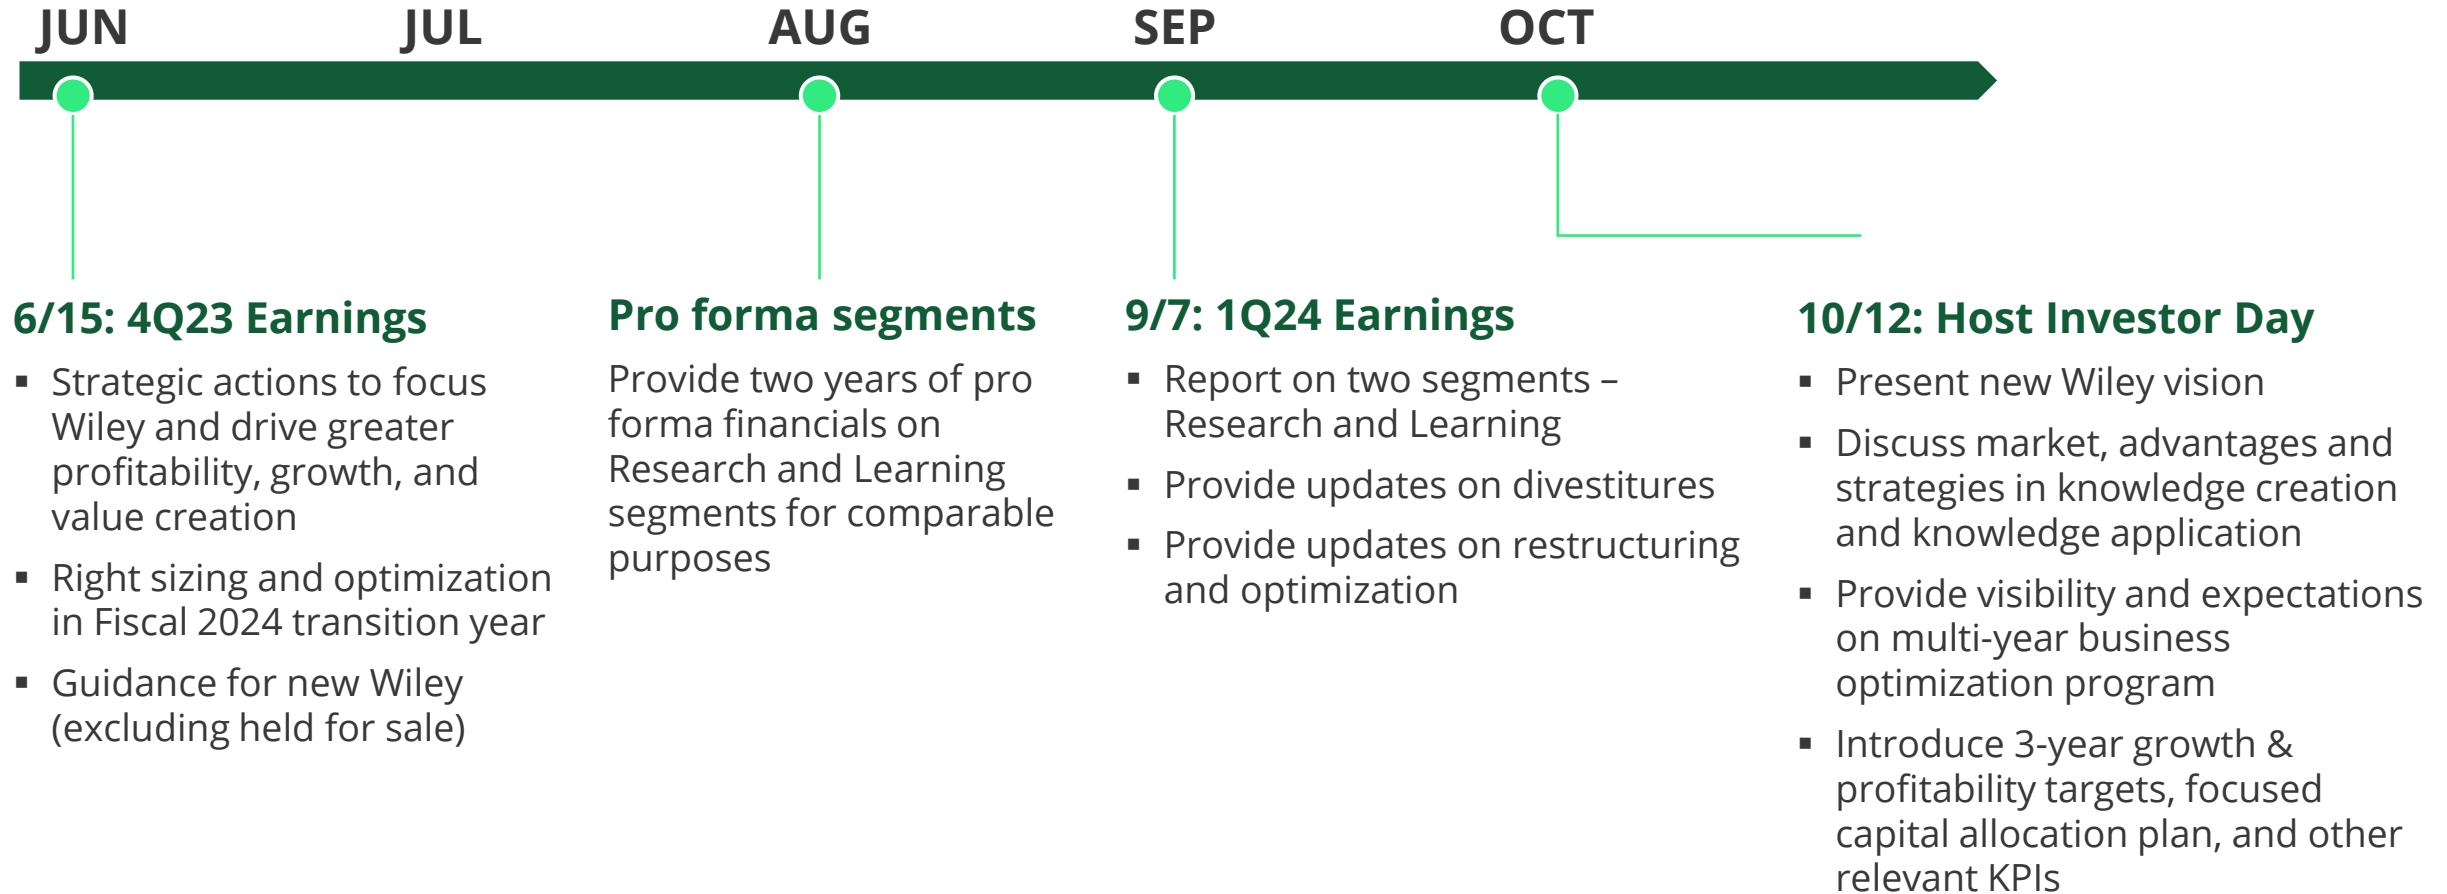 JUN
JUL
AUG
SEP
OCT
6/15: 4Q23 Earnings
▪ Strategic actions to focus
Wiley and drive greater
profitability, growth, and
value creation
▪ Right sizing and optimization
in Fiscal 2024 transition year
▪ Guidance for new Wiley
(excluding held for sale)
Pro forma segments
Provide two years of pro
forma financials on
Research and Learning
segments for comparable
purposes
9/7: 1Q24 Earnings
▪ Report on two segments –
Research and Learning
▪ Provide updates on divestitures
▪ Provide updates on restructuring
and optimization
10/12: Host Investor Day
▪ Present new Wiley vision
▪ Discuss market, advantages and
strategies in knowledge creation
and knowledge application
▪ Provide visibility and expectations
on multi-year business
optimization program
▪ Introduce 3-year growth &
profitability targets, focused
capital allocation plan, and other
relevant KPIs